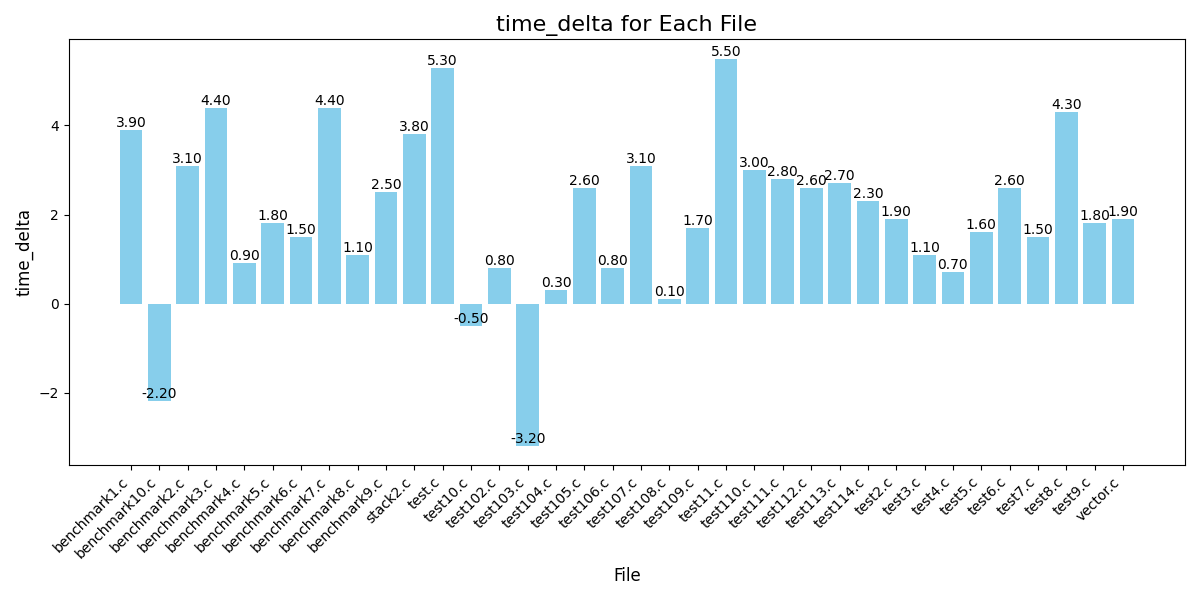 time_delta for Each File
time_delta
4
2
0
−2
3.90
-2.20
3.10
4.40
0.90
1.80
1.50
4.40
1.10
2.50
3.80
5.30
-0.50
0.80
-3.20
0.30
2.60
0.80
3.10
0.10
1.70
5.50
3.00
2.80
2.60
2.70
2.30
1.90
1.10
0.70
1.60
2.60
1.50
4.30
1.80
1.90
benchmark1.c
benchmark10.c
benchmark2.c
benchmark3.c
benchmark4.c
benchmark5.c
benchmark6.c
benchmark7.c
benchmark8.c
benchmark9.c
stack2.c
test.c
test10.c
test102.c
test103.c
test104.c
test105.c
test106.c
test107.c
test108.c
test109.c
test11.c
test110.c
test111.c
test112.c
test113.c
test114.c
test2.c
test3.c
test4.c
test5.c
test6.c
test7.c
test8.c
test9.c
vector.c
File